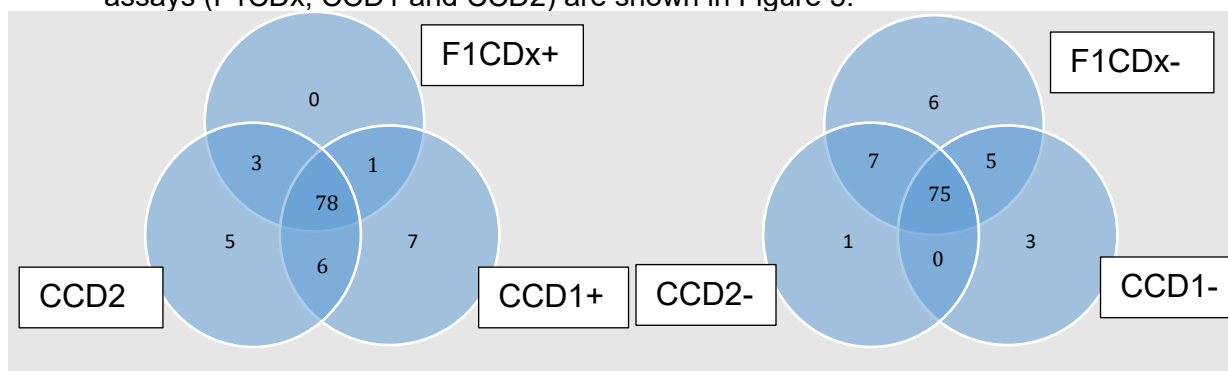 assays (F1CDx, CCD1 and CCD2) are shown in Figure 3.
F1CDx+
0
3
1
78
5
7
6
CCD2
CCD1+
F1CDx-
6
7
5
75
1
3
0
CCD2-
CCD1-